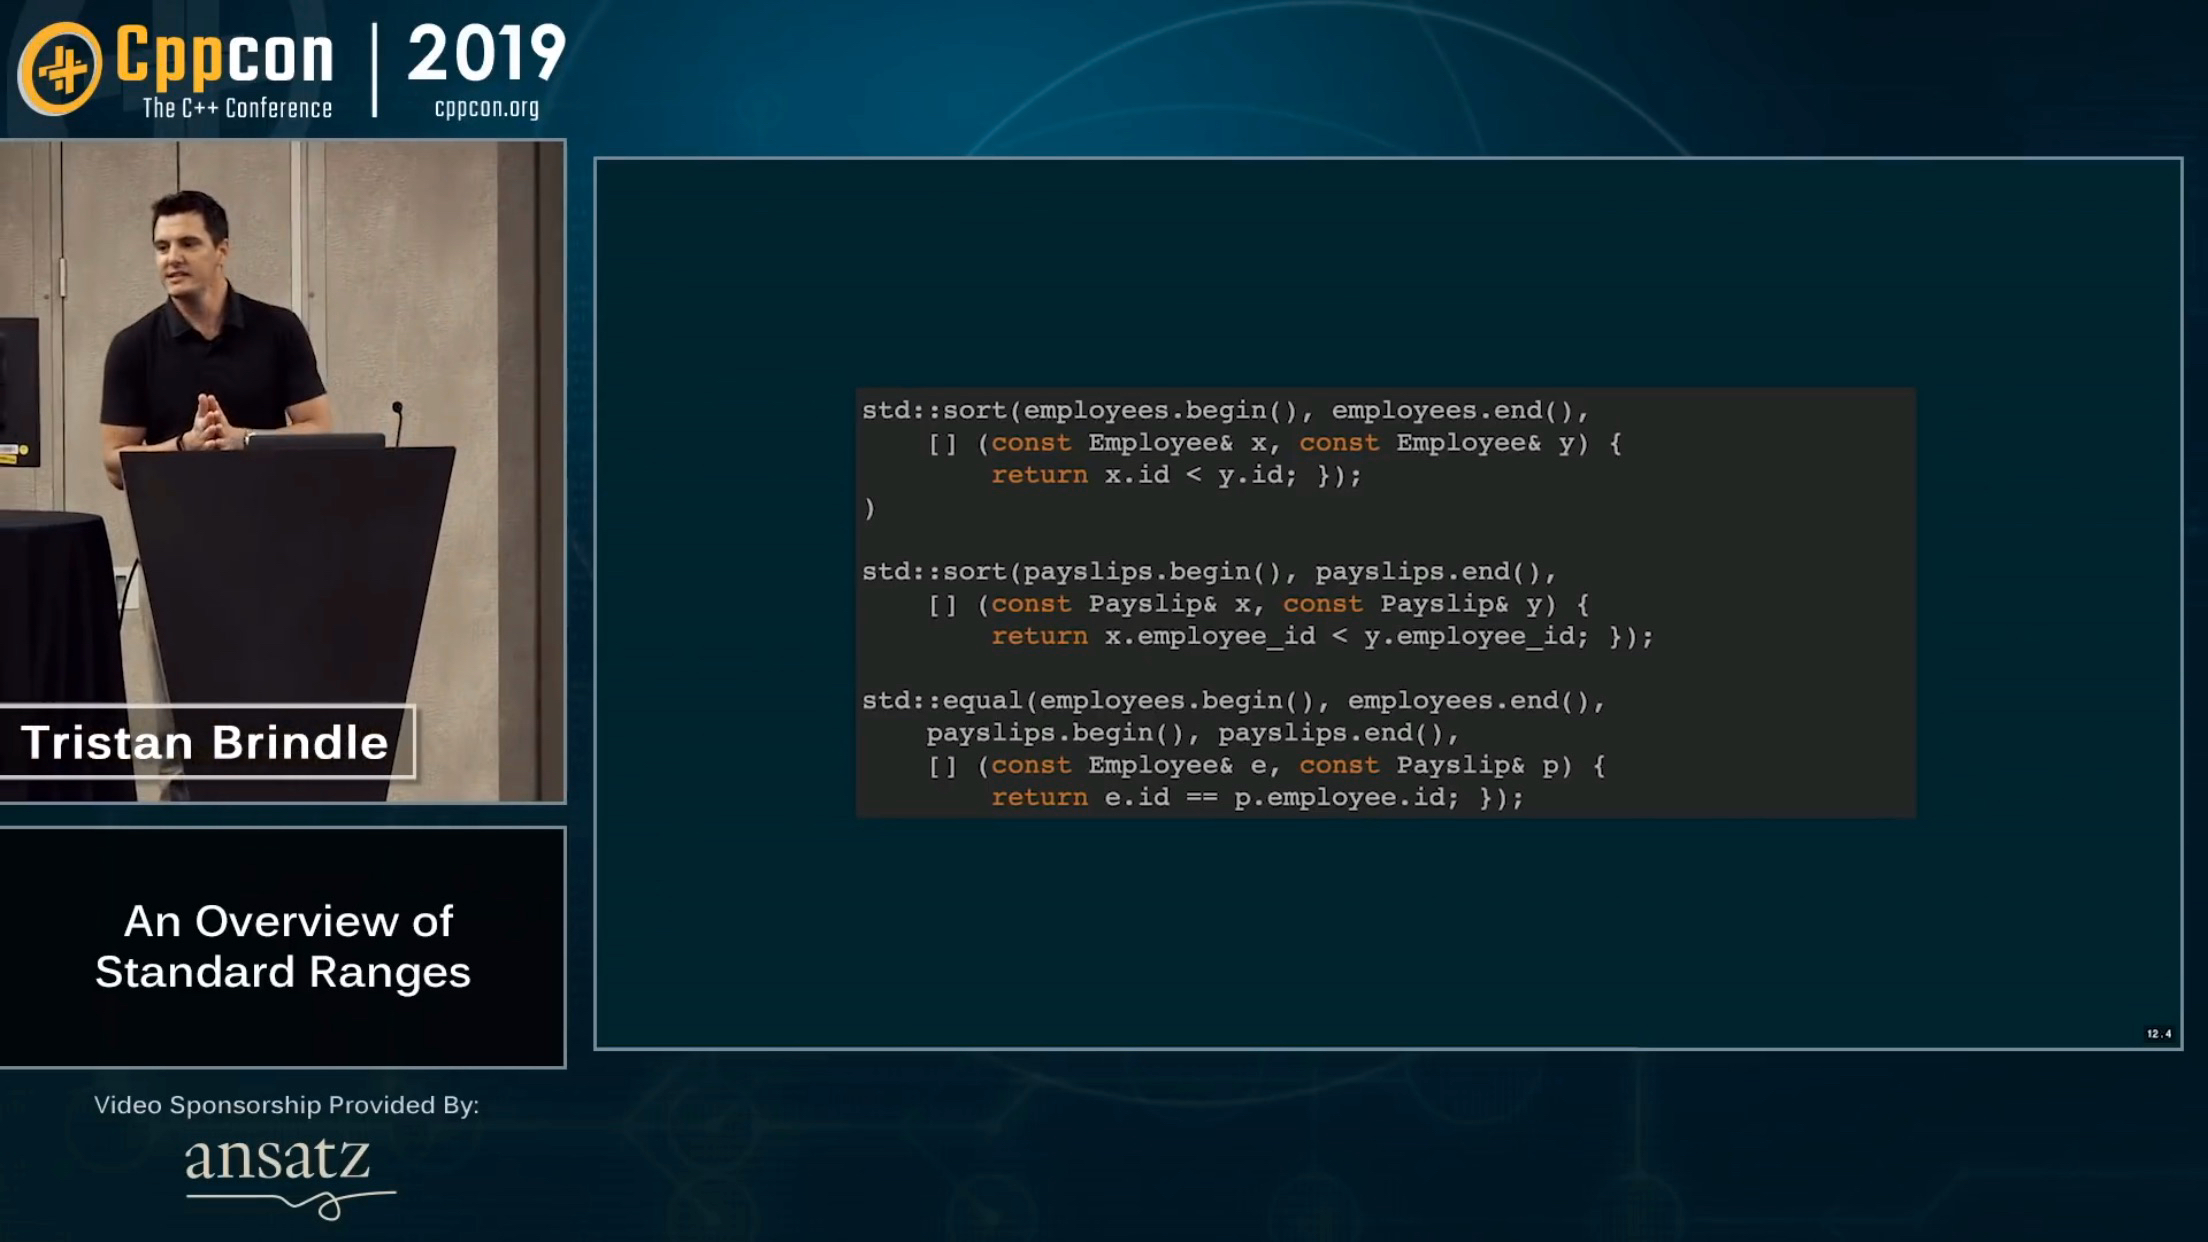 Cppcon
The C++ Conference
2019
cppcon.org
Tristan Brindle
An Overview of
Standard Ranges
Video Sponsorship Provided By:
ansatz
std::sort(employees.begin(), employees.end(),
    [] (const Employee& x, const Employee& y) {
        return x.id < y.id; });
)
std::sort(payslips.begin(), payslips.end(),
    [] (const Payslip& x, const Payslip& y) {
        return x.employee_id < y.employee_id; });
std::equal(employees.begin(), employees.end(),
    payslips.begin(), payslips.end(),
    [] (const Employee& e, const Payslip& p) {
        return e.id == p.employee.id; });
12.4